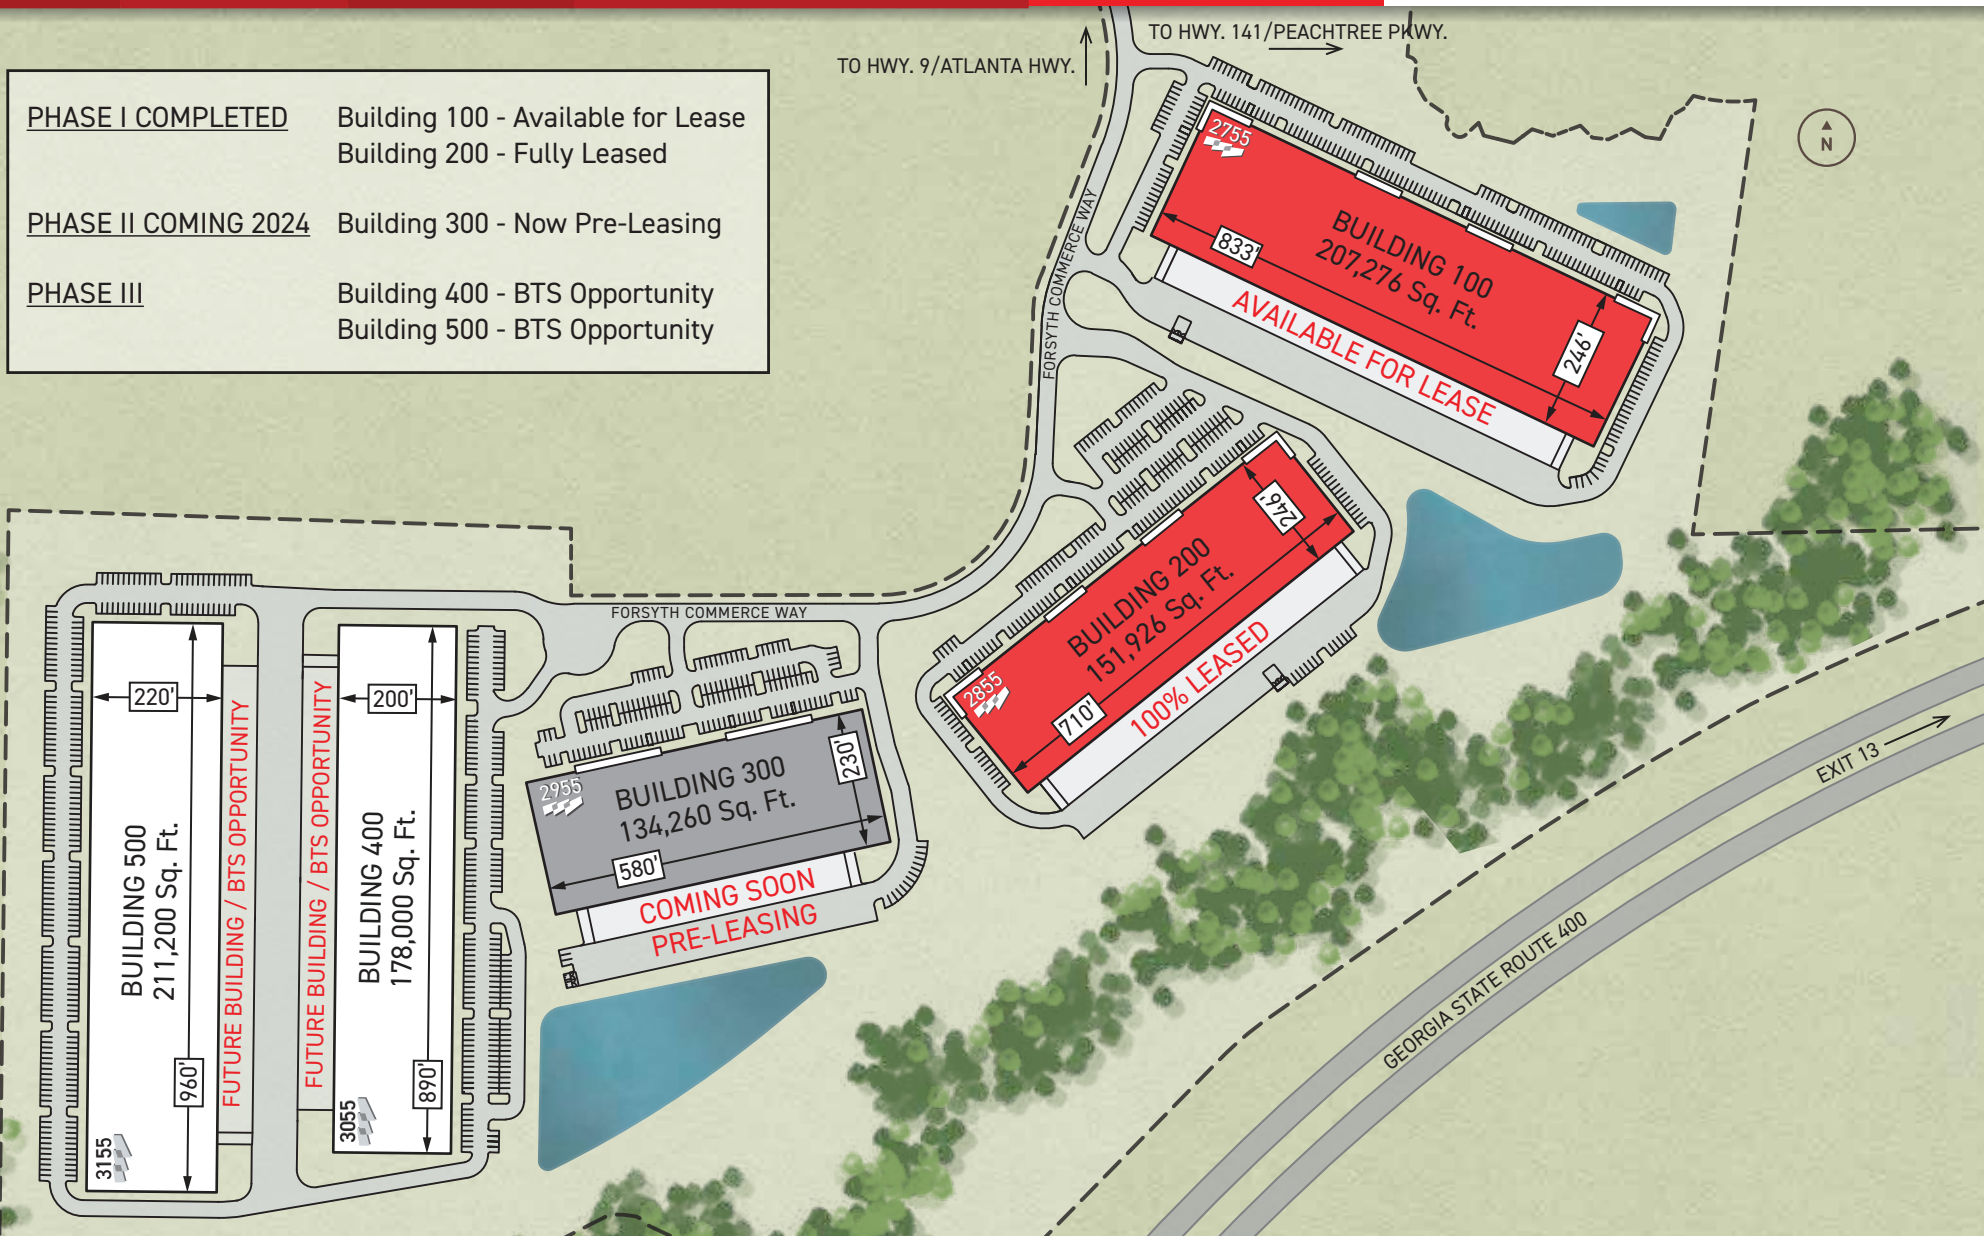 TO HWY. 141/PEACHTREE PKWY.
TO HWY. 9/ATLANTA HWY.
PHASE I COMPLETED Building 100 - Available for Lease
Building 200 - Fully Leased
PHASE II COMING 2024 Building 300 - Now Pre-Leasing
PHASE III Building 400 - BTS Opportunity
Building 500 - BTS Opportunity
N
2755
BUILDING 100
207,276 Sq. Ft.
833'
246'
AVAILABLE FOR LEASE
FORSYTH COMMERCE WAY
246'
BUILDING 200
151,926 Sq. Ft.
2855
710'
100% LEASED
FORSYTH COMMERCE WAY
2955
BUILDING 300
134,260 Sq. Ft.
230'
580'
COMING SOON
PRE-LEASING
220'
BUILDING 500
211,200 Sq. Ft.
960'
3155
FUTURE BUILDING / BTS OPPORTUNITY
FUTURE BUILDING / BTS OPPORTUNITY
200'
BUILDING 400
178,000 Sq. Ft.
890'
3055
EXIT 13
GEORGIA STATE ROUTE 400